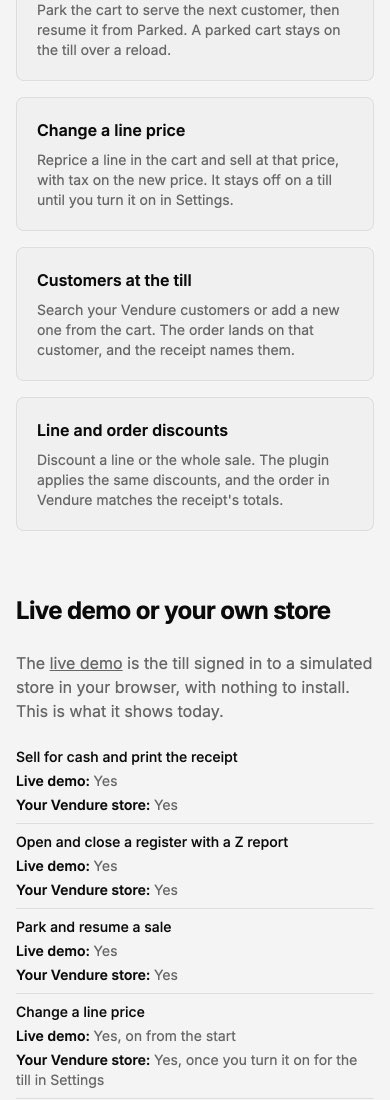 Park the cart to serve the next customer, then
resume it from Parked. A parked cart stays on
the till over a reload.
Change a line price
Reprice a line in the cart and sell at that price,
with tax on the new price. It stays off on a till
until you turn it on in Settings.
Customers at the till
Search your Vendure customers or add a new
one from the cart. The order lands on that
customer, and the receipt names them.
Line and order discounts
Discount a line or the whole sale. The plugin
applies the same discounts, and the order in
Vendure matches the receipt's totals.
Live demo or your own store
The live demo is the till signed in to a simulated
store in your browser, with nothing to install.
This is what it shows today.
Sell for cash and print the receipt
Live demo: Yes
Your Vendure store: Yes
Open and close a register with a Z report
Live demo: Yes
Your Vendure store: Yes
Park and resume a sale
Live demo: Yes
Your Vendure store: Yes
Change a line price
Live demo: Yes, on from the start
Your Vendure store: Yes, once you turn it on for the
till in Settings